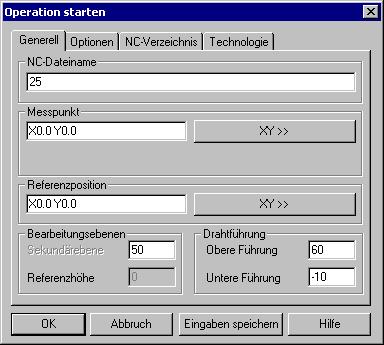 Operation starten
Generell Optionen NC-Verzeichnis Technologie
NC-Dateiname
25
Messpunkt
X0.0 Y0.0 XY >>
Referenzposition
X0.0 Y0.0 XY >>
Bearbeitungsebenen Drahtführung
Sekundärebene 50 Obere Führung 60
Referenzhöhe 0 Untere Führung -10
OK Abbruch Eingaben speichern Hilfe